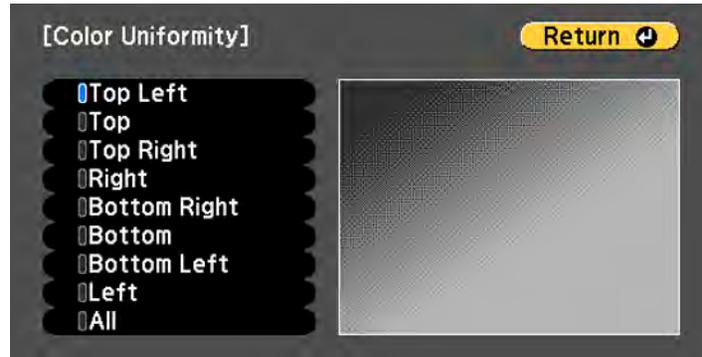 [Color Uniformity]
Return
Top Left
Top
Top Right
Right
Bottom Right
Bottom
Bottom Left
Left
All